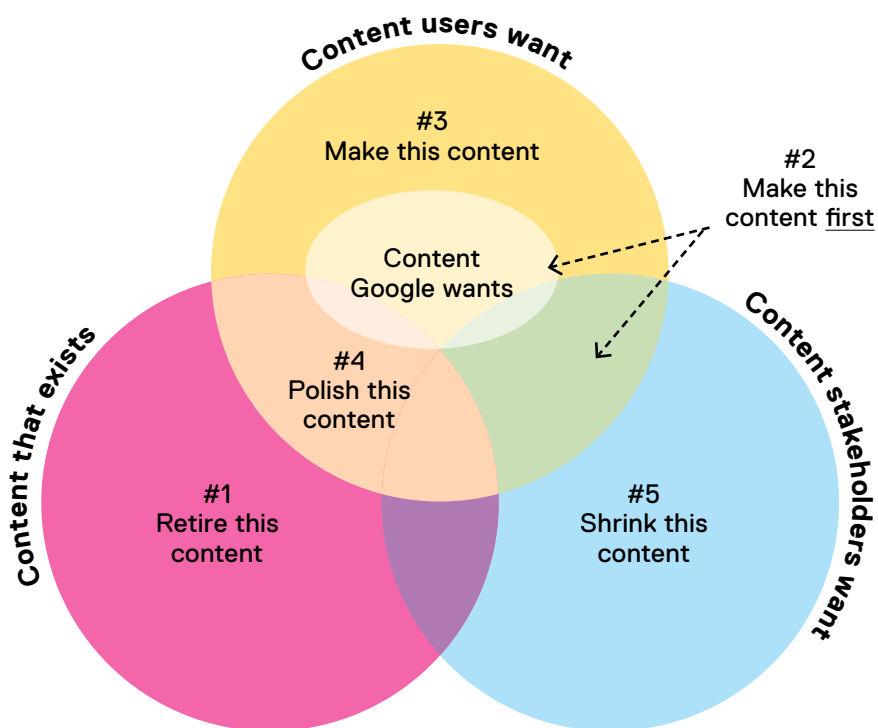 Content users want
#3
Make this content
#2
Make this
content first
Content
Google wants
Content that exists
Content stakeholders want
#4
Polish this
content
#1
Retire this
content
#5
Shrink this
content